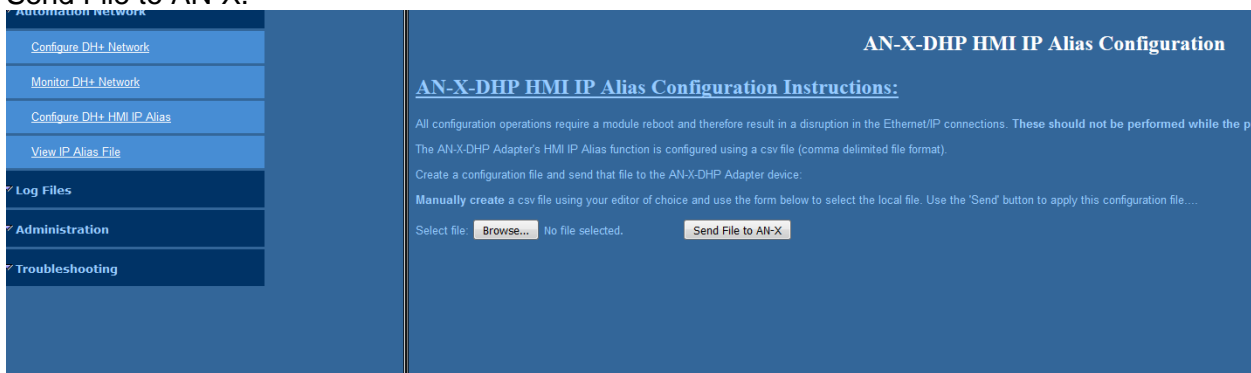 Send File to AN-X.
Automation Network
Configure DH+ Network
Monitor DH+ Network
Configure DH+ HMI IP Alias
View IP Alias File
Log Files
Administration
Troubleshooting
AN-X-DHP HMI IP Alias Configuration
AN-X-DHP HMI IP Alias Configuration Instructions:
All configuration operations require a module reboot and therefore result in a disruption in the Ethernet/IP connections. These should not be performed while the p
The AN-X-DHP Adapter's HMI IP Alias function is configured using a csv file (comma delimited file format).
Create a configuration file and send that file to the AN-X-DHP Adapter device:
Manually create a csv file using your editor of choice and use the form below to select the local file. Use the 'Send' button to apply this configuration file....
Select file: Browse... No file selected. Send File to AN-X